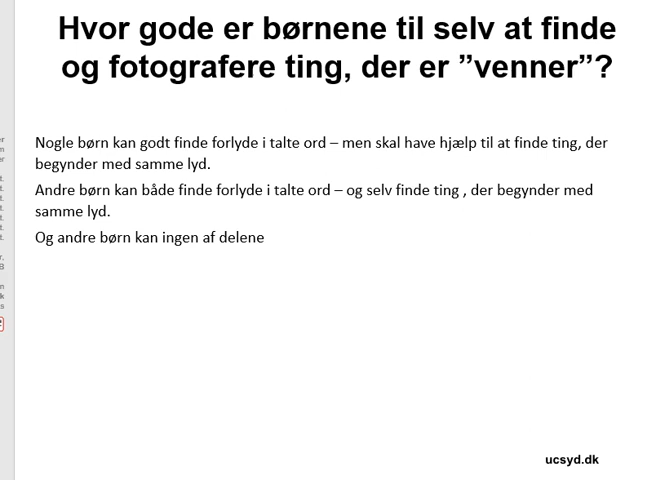 Hvor gode er børnene til selv at finde
og fotografere ting, der er ”venner”?
Nogle børn kan godt finde forlyde i talte ord – men skal have hjælp til at finde ting, der
begynder med samme lyd.
Andre børn kan både finde forlyde i talte ord – og selv finde ting , der begynder med
samme lyd.
Og andre børn kan ingen af delene
ucsyd.dk